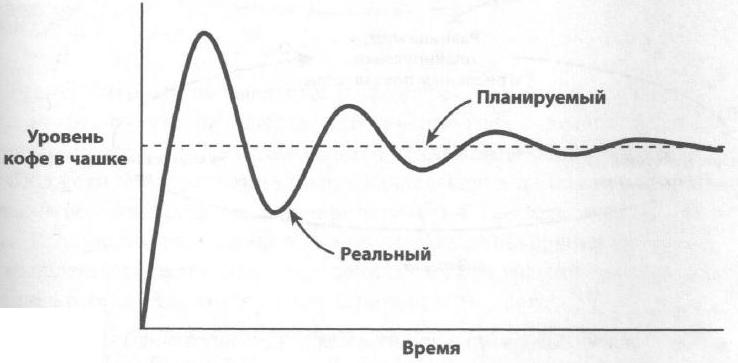 Планируемый
Уровень
кофе в чашке
Реальный
Время